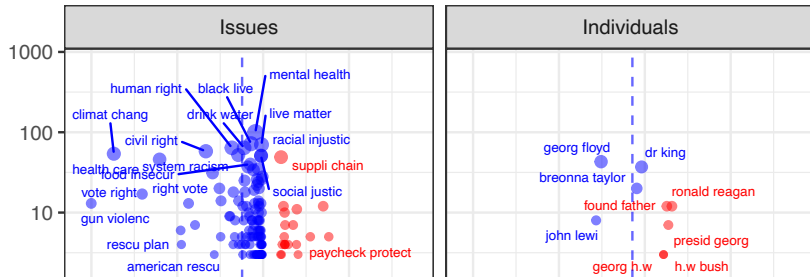 Issues
Individuals
1000
100
10
mental health
human right
black live
climat chang
drink water
live matter
civil right
racial injustic
health care
system racism
food insecur
suppli chain
vote right
right vote
social justic
gun violenc
rescu plan
paycheck protect
american rescu
georg floyd
dr king
breonna taylor
ronald reagan
found father
john lewi
presid georg
georg h.w
h.w bush